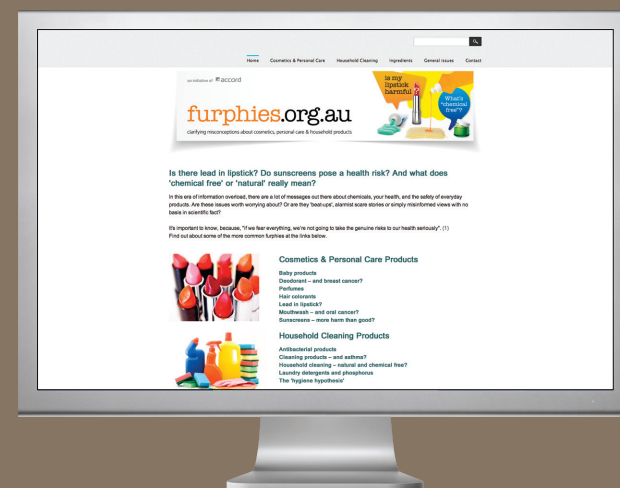 Home Cosmetics & Personal Care Household Cleaning Ingredients General issues Contact
an initiative of accord
is my
lipstick
harmful
What's
"chemical
free"?
furphies.org.au
clarifying misconceptions about cosmetics, personal care & household products
Is there lead in lipstick? Do sunscreens pose a health risk? And what does
'chemical free' or 'natural' really mean?
In this era of information overload, there are a lot of messages out there about chemicals, your health, and the safety of everyday
products. Are these issues worth worrying about? Or are they 'beat-ups', alarmist scare stories or simply misinformed views with no
basis in scientific fact?
It's important to know, because, "if we fear everything, we're not going to take the genuine risks to our health seriously". (1)
Find out about some of the more common furphies at the links below.
Cosmetics & Personal Care Products
Baby products
Deodorant – and breast cancer?
Perfumes
Hair colorants
Lead in lipstick?
Mouthwash – and oral cancer?
Sunscreens – more harm than good?
Household Cleaning Products
Antibacterial products
Cleaning products – and asthma?
Household cleaning – natural and chemical free?
Laundry detergents and phosphorus
The 'hygiene hypothesis'